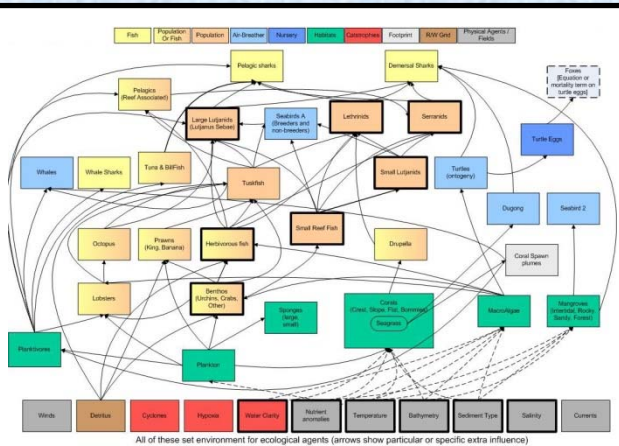 Fish
Population
Or Fish
Population
Air-Breather
Nursery
Habitats
Catastrophies
Footprint
R/W Grid
Physical Agents /
Fields
Pelagic sharks
Demersal Sharks
Foxes
[Equation or
mortality term on
turtle eggs]
Pelagics
(Reef Associated)
Large Lutjanids
(Lutjanus Sebae)
Seabirds A
(Breeders and
non-breeders)
Lethrinids
Serranids
Turtle Eggs
Whales
Whale Sharks
Tuna & BillFish
Tuskfish
Small Lutjanids
Turtles
(ontogeny)
Dugong
Seabird 2
Small Reef Fish
Octopus
Prawns
(King, Banana)
Herbivorous fish
Drupella
Coral Spawn
plumes
Lobsters
Benthos
(Urchins, Crabs,
Other)
Sponges
(large,
small)
Corals
(Crest, Slope, Flat, Bommies)
Seagrass
MacroAlgae
Mangroves
(Intertidal, Rocky,
Sandy, Forest)
Planktivores
Plankton
Winds
Detritus
Cyclones
Hypoxia
Water Clarity
Nutrient
anomolies
Temperature
Bathymetry
Sediment Type
Salinity
Currents
All of these set environment for ecological agents (arrows show particular or specific extra influence)